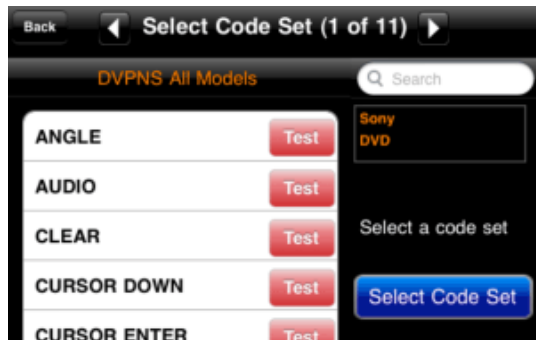 Back
Select Code Set (1 of 11)
DVPNS All Models
Search
ANGLE Test
Sony
DVD
AUDIO Test
CLEAR Test
Select a code set
CURSOR DOWN Test
Select Code Set
CURSOR ENTER Test